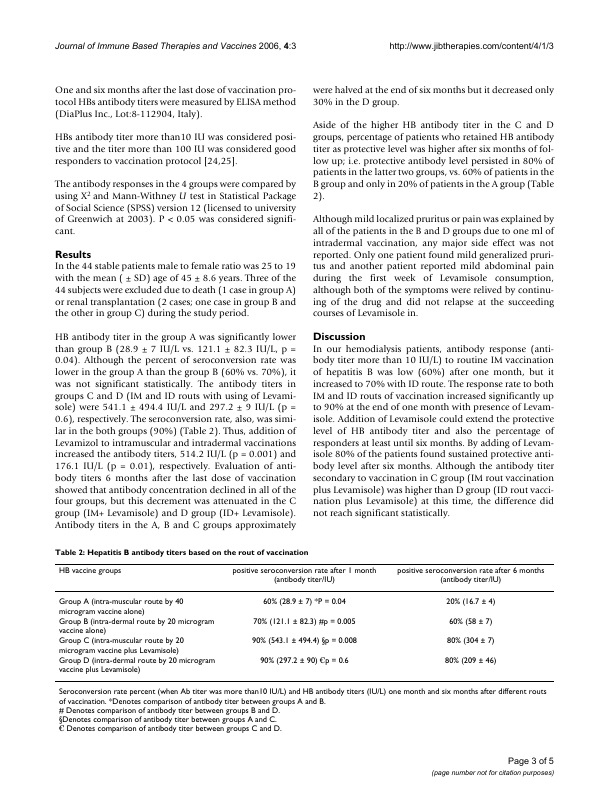 Journal of Immune Based Therapies and Vaccines 2006, 4:3
http://www.jibtherapies.com/content/4/1/3
One and six months after the last dose of vaccination pro-
tocol HBs antibody titers were measured by ELISA method
(DiaPlus Inc., Lot:8-112904, Italy).
HBs antibody titer more than10 IU was considered posi-
tive and the titer more than 100 IU was considered good
responders to vaccination protocol [24,25].
The antibody responses in the 4 groups were compared by
using X² and Mann-Withney U test in Statistical Package
of Social Science (SPSS) version 12 (licensed to university
of Greenwich at 2003). P < 0.05 was considered signifi-
cant.
Results
In the 44 stable patients male to female ratio was 25 to 19
with the mean ( ± SD) age of 45 ± 8.6 years. Three of the
44 subjects were excluded due to death (1 case in group A)
or renal transplantation (2 cases; one case in group B and
the other in group C) during the study period.
HB antibody titer in the group A was significantly lower
than group B (28.9 ± 7 IU/L vs. 121.1 ± 82.3 IU/L, p =
0.04). Although the percent of seroconversion rate was
lower in the group A than the group B (60% vs. 70%), it
was not significant statistically. The antibody titers in
groups C and D (IM and ID routs with using of Levami-
sole) were 541.1 ± 494.4 IU/L and 297.2 ± 9 IU/L (p =
0.6), respectively. The seroconversion rate, also, was sim-
ilar in the both groups (90%) (Table 2). Thus, addition of
Levamizol to intramuscular and intradermal vaccinations
increased the antibody titers, 514.2 IU/L (p = 0.001) and
176.1 IU/L (p = 0.01), respectively. Evaluation of anti-
body titers 6 months after the last dose of vaccination
showed that antibody concentration declined in all of the
four groups, but this decrement was attenuated in the C
group (IM+ Levamisole) and D group (ID+ Levamisole).
Antibody titers in the A, B and C groups approximately
were halved at the end of six months but it decreased only
30% in the D group.
Aside of the higher HB antibody titer in the C and D
groups, percentage of patients who retained HB antibody
titer as protective level was higher after six months of fol-
low up; i.e. protective antibody level persisted in 80% of
patients in the latter two groups, vs. 60% of patients in the
B group and only in 20% of patients in the A group (Table
2).
Although mild localized pruritus or pain was explained by
all of the patients in the B and D groups due to one ml of
intradermal vaccination, any major side effect was not
reported. Only one patient found mild generalized pruri-
tus and another patient reported mild abdominal pain
during the first week of Levamisole consumption,
although both of the symptoms were relived by continu-
ing of the drug and did not relapse at the succeeding
courses of Levamisole in.
Discussion
In our hemodialysis patients, antibody response (anti-
body titer more than 10 IU/L) to routine IM vaccination
of hepatitis B was low (60%) after one month, but it
increased to 70% with ID route. The response rate to both
IM and ID routs of vaccination increased significantly up
to 90% at the end of one month with presence of Levam-
isole. Addition of Levamisole could extend the protective
level of HB antibody titer and also the percentage of
responders at least until six months. By adding of Levam-
isole 80% of the patients found sustained protective anti-
body level after six months. Although the antibody titer
secondary to vaccination in C group (IM rout vaccination
plus Levamisole) was higher than D group (ID rout vacci-
nation plus Levamisole) at this time, the difference did
not reach significant statistically.
Table 2: Hepatitis B antibody titers based on the rout of vaccination
HB vaccine groups
positive seroconversion rate after 1 month
(antibody titer/IU)
positive seroconversion rate after 6 months
(antibody titer/IU)
Group A (intra-muscular route by 40
microgram vaccine alone)
60% (28.9 ± 7) *P = 0.04
20% (16.7 ± 4)
Group B (intra-dermal route by 20 microgram
vaccine alone)
70% (121.1 ± 82.3) #p = 0.005
60% (58 ± 7)
Group C (intra-muscular route by 20
microgram vaccine plus Levamisole)
90% (543.1 ± 494.4) §p = 0.008
80% (304 ± 7)
Group D (intra-dermal route by 20 microgram
vaccine plus Levamisole)
90% (297.2 ± 90) €p = 0.6
80% (209 ± 46)
Seroconversion rate percent (when Ab titer was more than10 IU/L) and HB antibody titers (IU/L) one month and six months after different routs
of vaccination. *Denotes comparison of antibody titer between groups A and B.
# Denotes comparison of antibody titer between groups B and D.
§Denotes comparison of antibody titer between groups A and C.
€ Denotes comparison of antibody titer between groups C and D.
Page 3 of 5
(page number not for citation purposes)